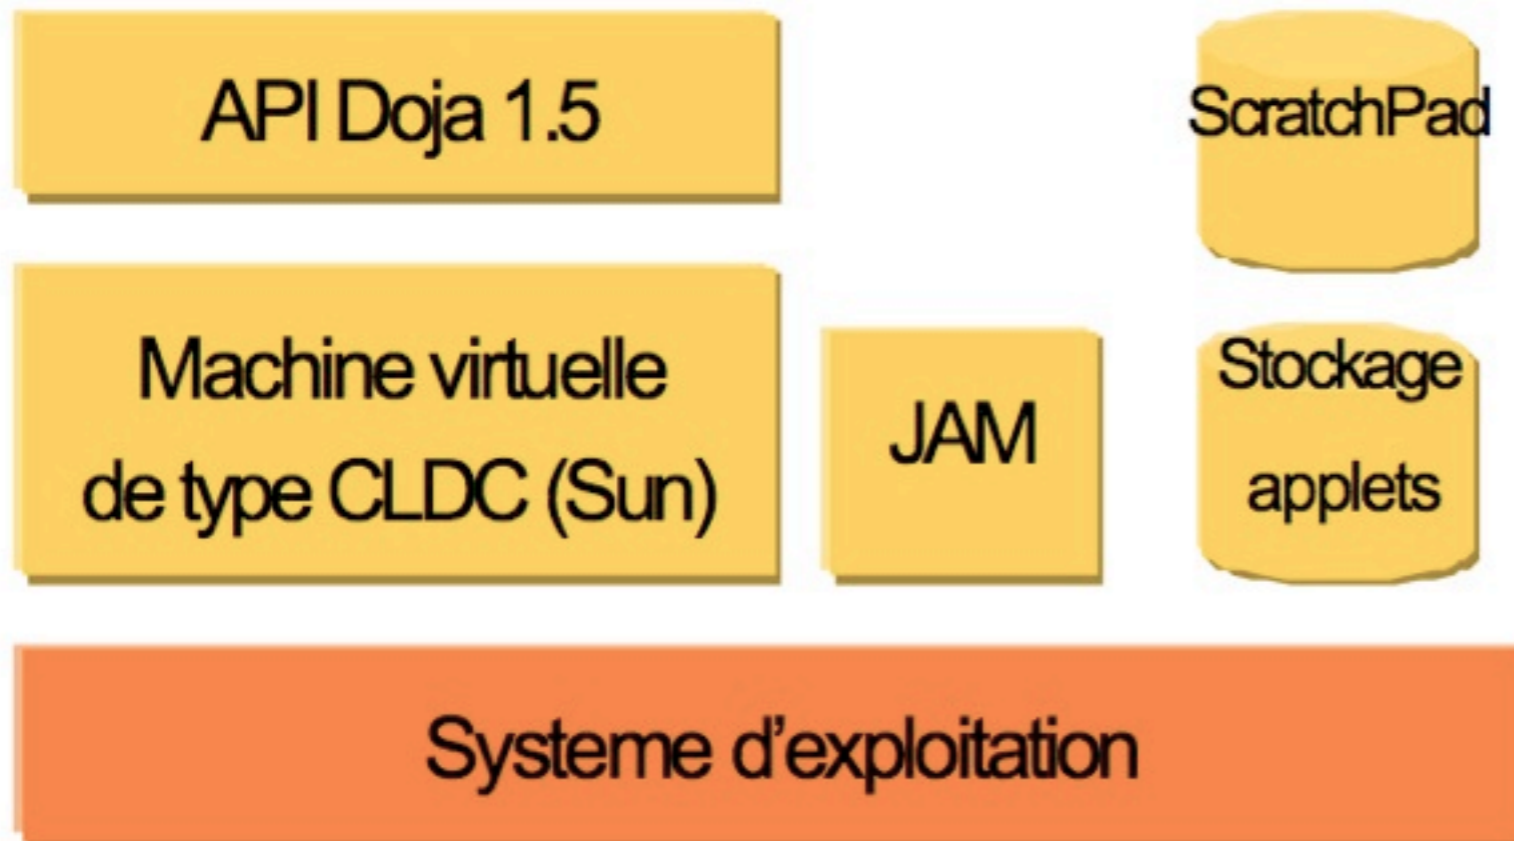 API Doja 1.5
ScratchPad
Machine virtuelle
de type CLDC (Sun)
JAM
Stockage
applets
Systeme d'exploitation